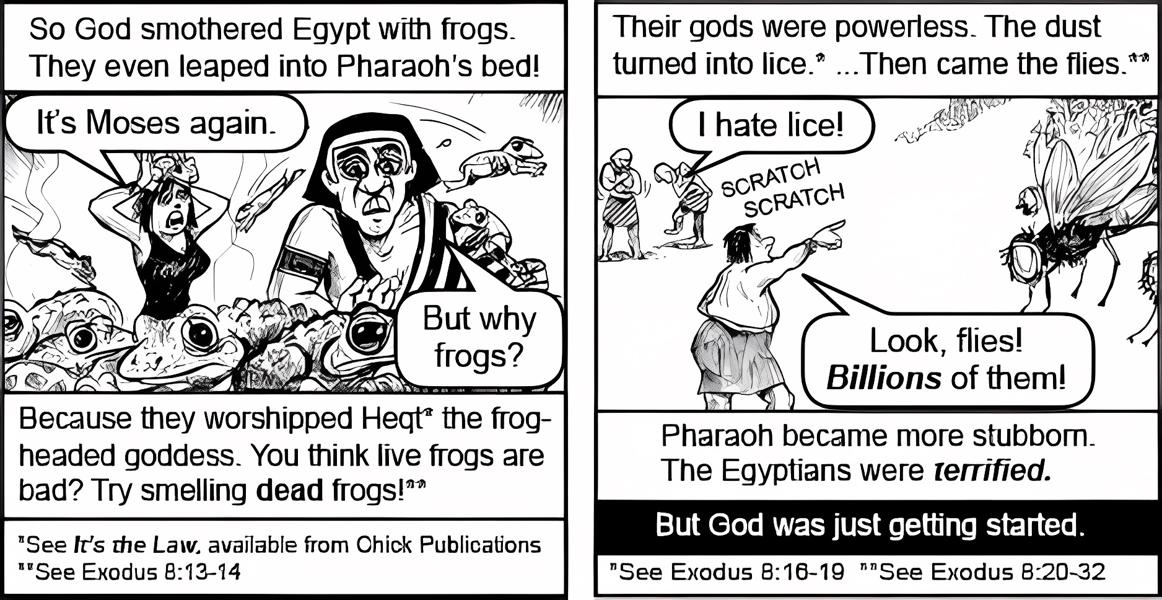 So God smothered Egypt with frogs.
They even leaped into Pharaoh's bed!
It's Moses again.
But why
frogs?
Because they worshipped Heqt* the frog-
headed goddess. You think live frogs are
bad? Try smelling dead frogs!**
*See It's the Law, available from Chick Publications
**See Exodus 8:13-14
Their gods were powerless. The dust
turned into lice.* ...Then came the flies.**
I hate lice!
SCRATCH
SCRATCH
Look, flies!
Billions of them!
Pharaoh became more stubborn.
The Egyptians were terrified.
But God was just getting started.
*See Exodus 8:16-19 **See Exodus 8:20-32